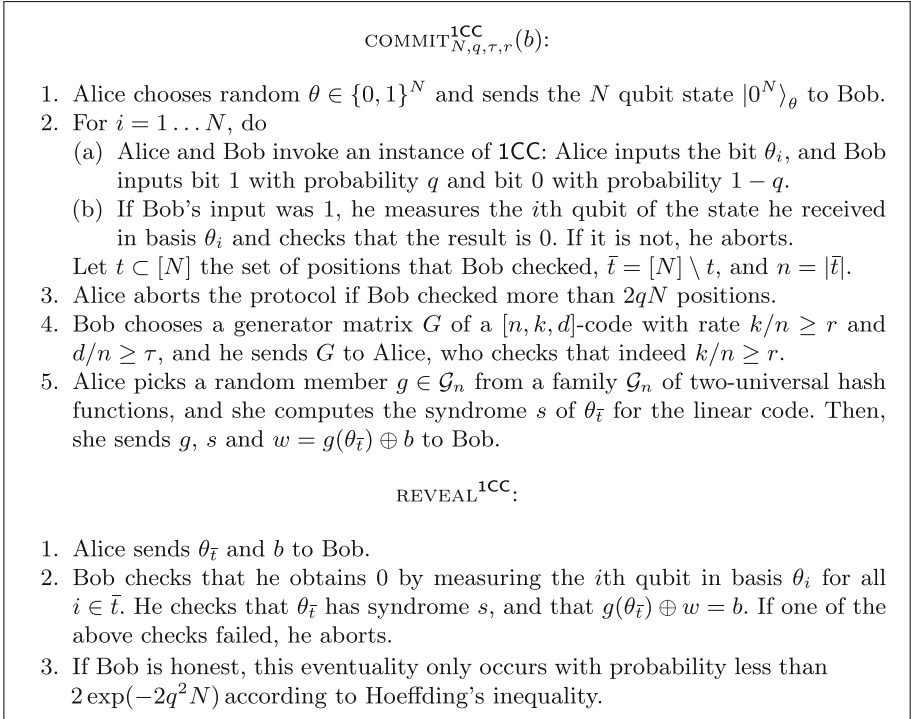 COMMIT^{1CC}_{N,q,τ,r}(b):
1. Alice chooses random θ ∈ {0, 1}^N and sends the N qubit state |0^N⟩_θ to Bob.
2. For i = 1 … N, do
(a) Alice and Bob invoke an instance of 1CC: Alice inputs the bit θ_i, and Bob
inputs bit 1 with probability q and bit 0 with probability 1 − q.
(b) If Bob's input was 1, he measures the ith qubit of the state he received
in basis θ_i and checks that the result is 0. If it is not, he aborts.
Let t ⊂ [N] the set of positions that Bob checked, t̄ = [N] \ t, and n = |t̄|.
3. Alice aborts the protocol if Bob checked more than 2qN positions.
4. Bob chooses a generator matrix G of a [n, k, d]-code with rate k/n ≥ r and
d/n ≥ τ, and he sends G to Alice, who checks that indeed k/n ≥ r.
5. Alice picks a random member g ∈ 𝒢_n from a family 𝒢_n of two-universal hash
functions, and she computes the syndrome s of θ_t̄ for the linear code. Then,
she sends g, s and w = g(θ_t̄) ⊕ b to Bob.
REVEAL^{1CC}:
1. Alice sends θ_t̄ and b to Bob.
2. Bob checks that he obtains 0 by measuring the ith qubit in basis θ_i for all
i ∈ t̄. He checks that θ_t̄ has syndrome s, and that g(θ_t̄) ⊕ w = b. If one of the
above checks failed, he aborts.
3. If Bob is honest, this eventuality only occurs with probability less than
2 exp(−2q²N) according to Hoeffding's inequality.